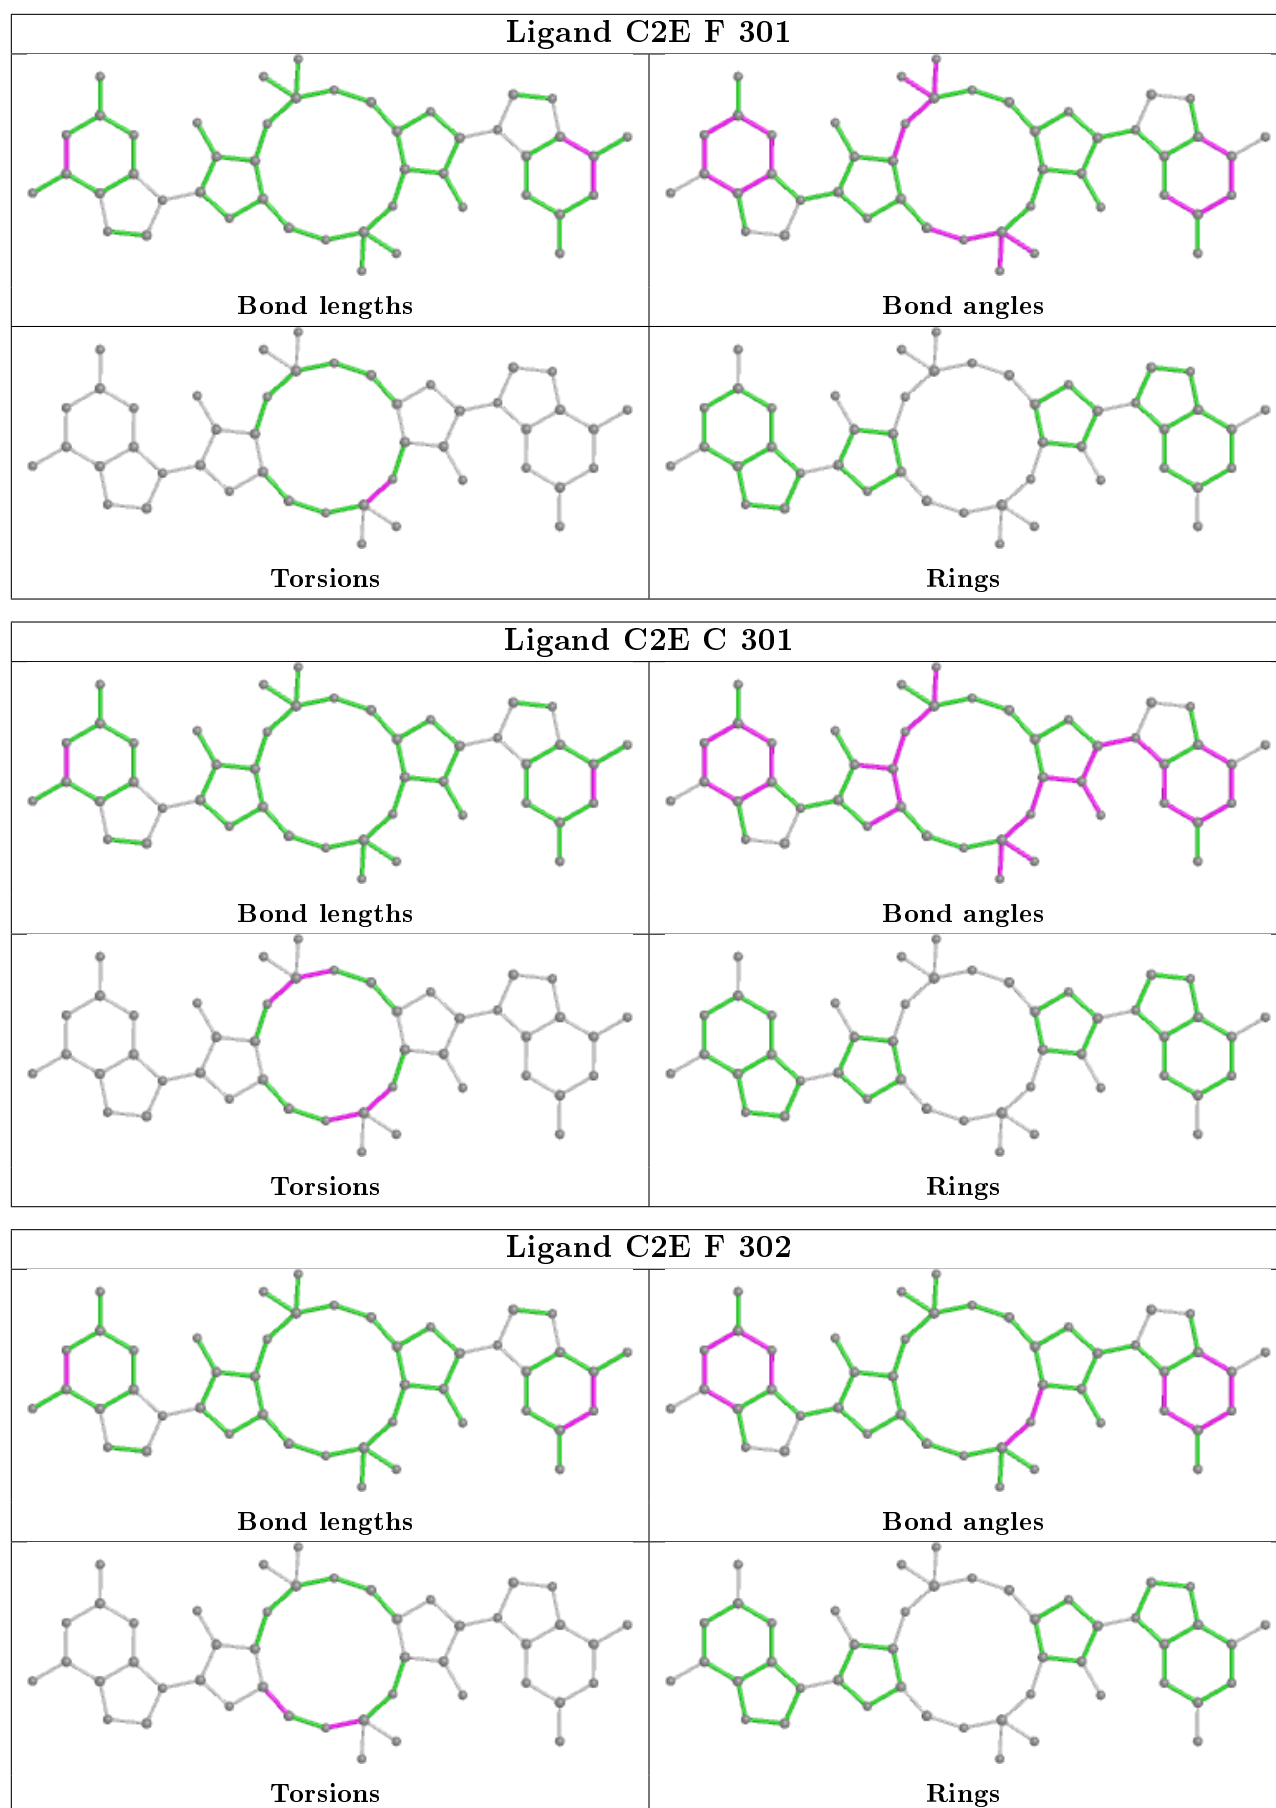 Ligand C2E F 301
Bond lengths
Bond angles
Torsions
Rings
Ligand C2E C 301
Bond lengths
Bond angles
Torsions
Rings
Ligand C2E F 302
Bond lengths
Bond angles
Torsions
Rings